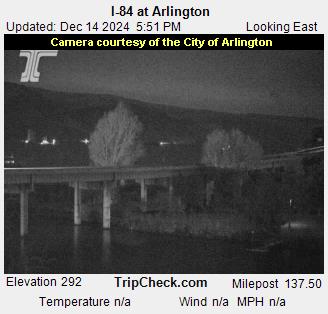 I-84 at Arlington
Updated: Dec 14 2024 5:51 PM Looking East
Camera courtesy of the City of Arlington
Elevation 292 TripCheck.com Milepost 137.50
Temperature n/a Wind n/a MPH n/a